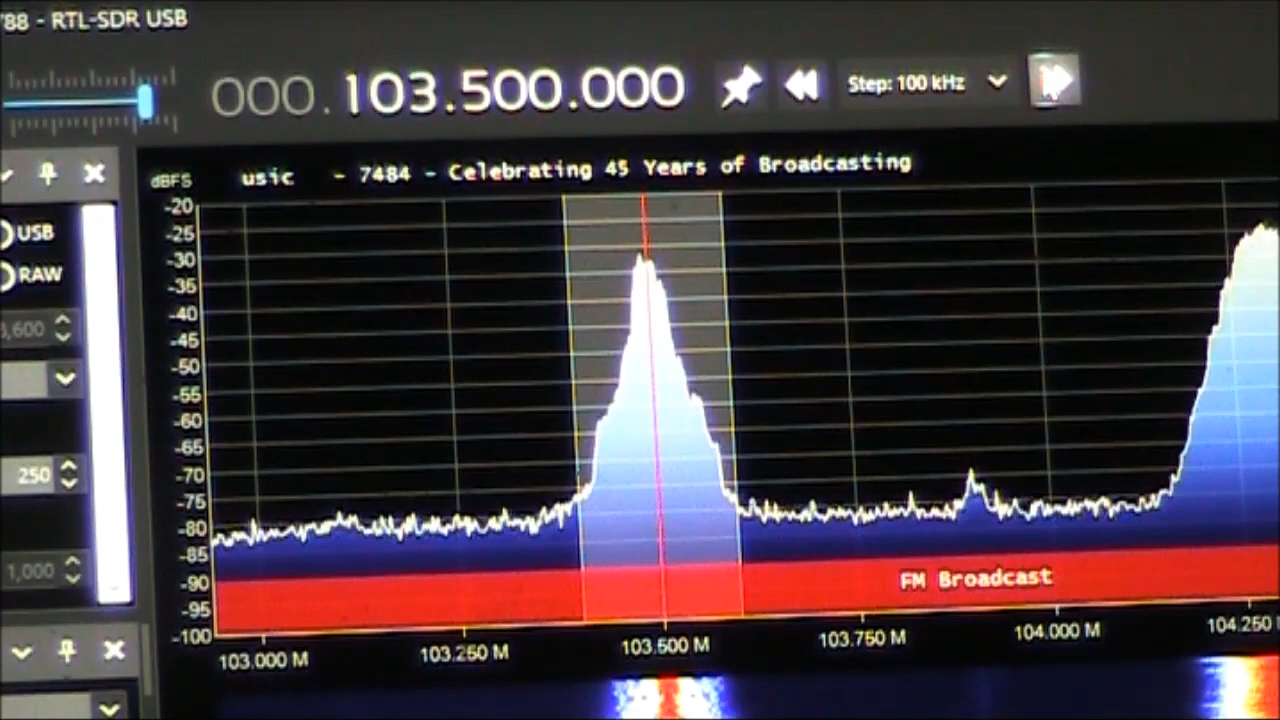 788 - RTL-SDR USB
000.103.500.000
Step: 100 kHz
dBFS
usic - 7484 - Celebrating 45 Years of Broadcasting
-20
-25
-30
-35
-40
-45
-50
-55
-60
-65
-70
-75
-80
-85
-90
-95
-100
USB
RAW
,600
250
1,000
FM Broadcast
103.000 M
103.250 M
103.500 M
103.750 M
104.000 M
104.250